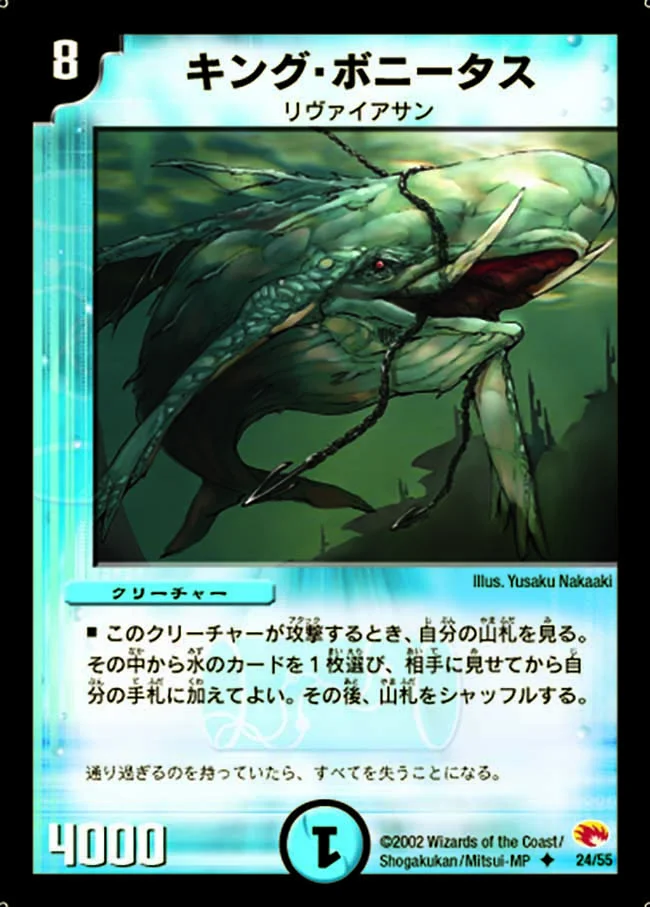 8
キング・ボニータス
リヴァイアサン
Illus. Yusaku Nakaaki
クリーチャー
■ このクリーチャーが攻撃するとき、自分の山札を見る。
その中から水のカードを1枚選び、相手に見せてから自
分の手札に加えてよい。その後、山札をシャッフルする。
通り過ぎるのを持っていたら、すべてを失うことになる。
4000
1
©2002 Wizards of the Coast/
Shogakukan/Mitsui-MP
24/55